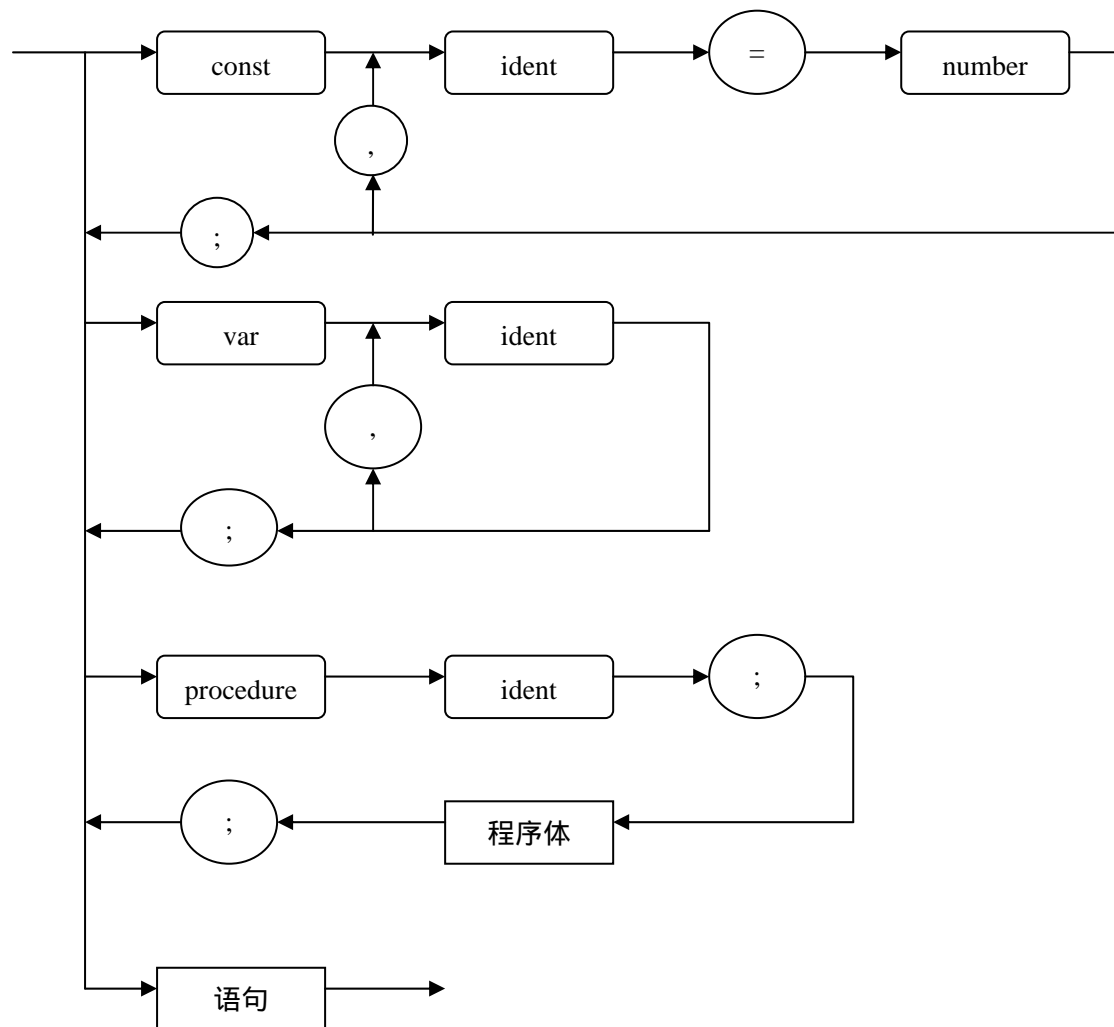 const ident = number
,
;
var ident
,
;
procedure ident ;
; 程序体
语句